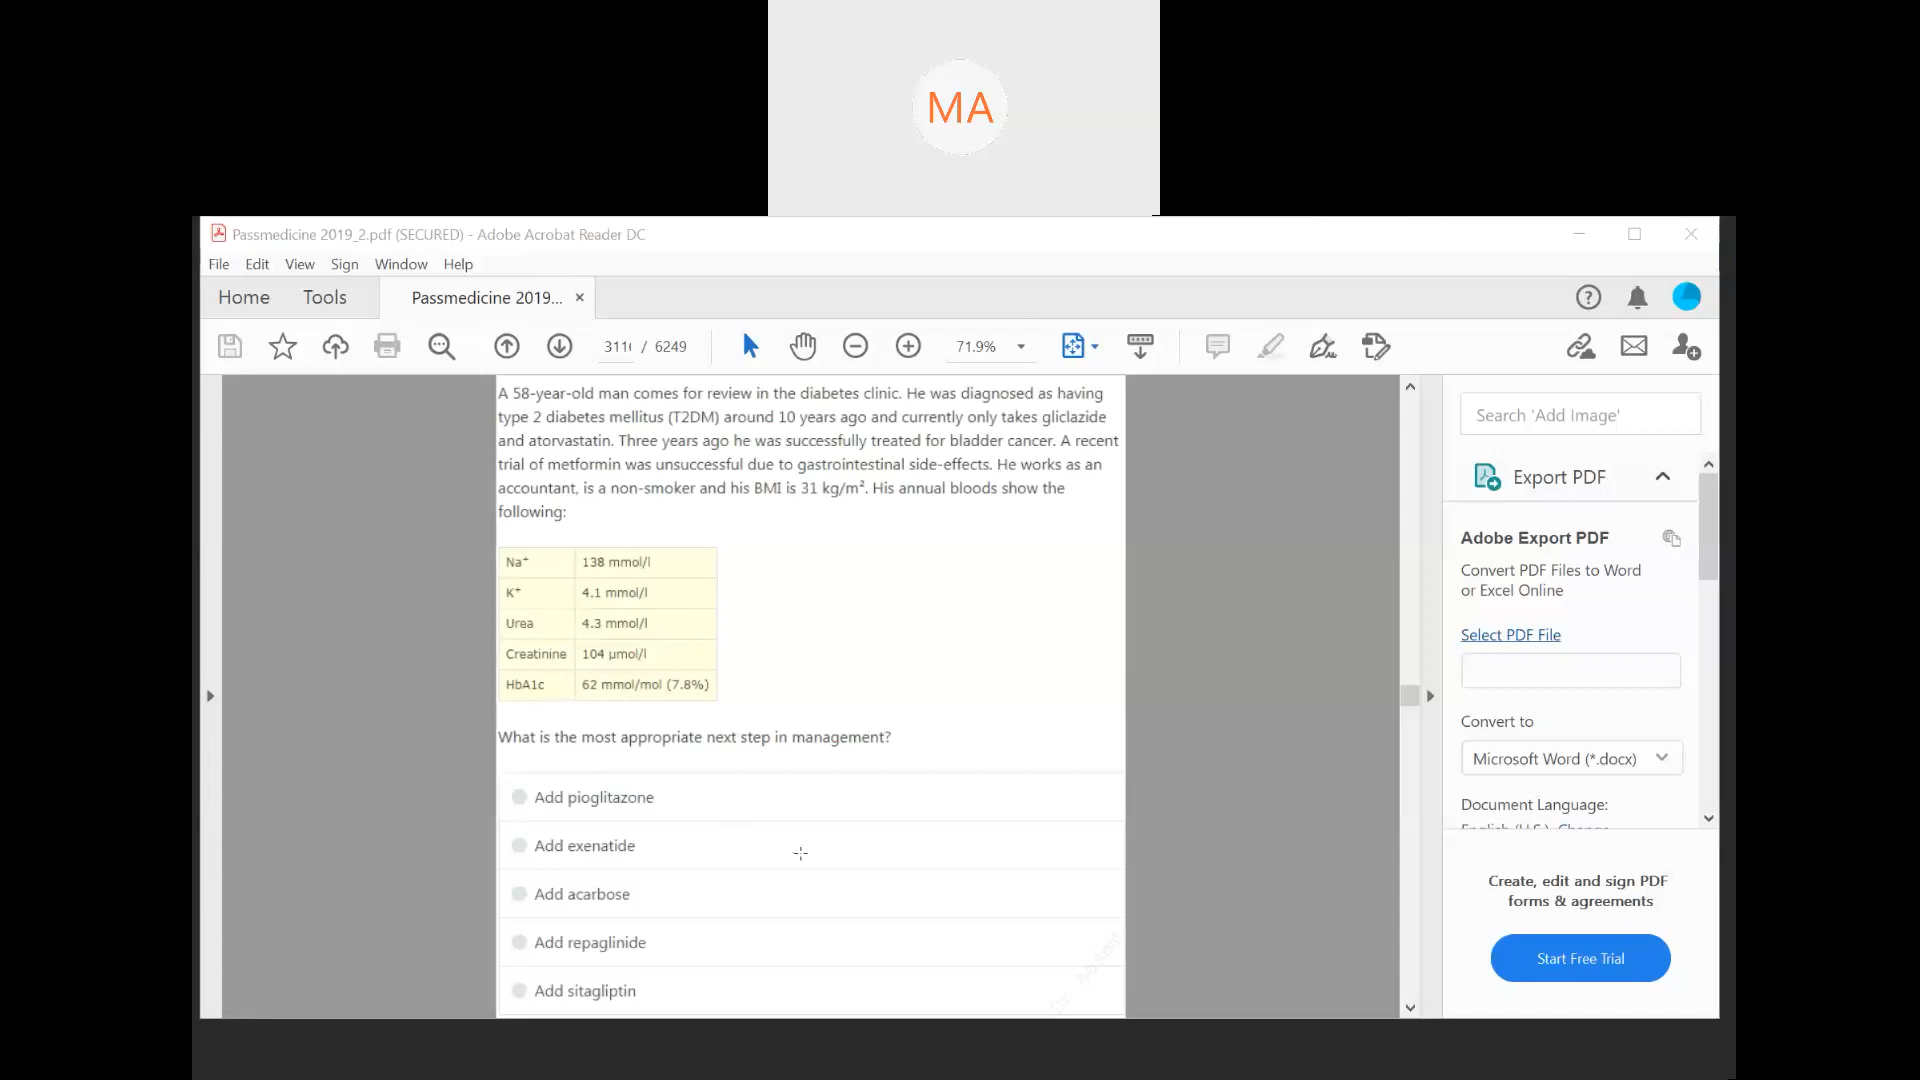 MA
Passmedicine 2019_2.pdf (SECURED) - Adobe Acrobat Reader DC
File Edit View Sign Window Help
Home Tools Passmedicine 2019... ×
/ 6249 71.9%
A 58-year-old man comes for review in the diabetes clinic. He was diagnosed as having
type 2 diabetes mellitus (T2DM) around 10 years ago and currently only takes gliclazide
and atorvastatin. Three years ago he was successfully treated for bladder cancer. A recent
trial of metformin was unsuccessful due to gastrointestinal side-effects. He works as an
accountant, is a non-smoker and his BMI is 31 kg/m². His annual bloods show the
following:
Na⁺ 138 mmol/l
K⁺ 4.1 mmol/l
Urea 4.3 mmol/l
Creatinine 104 µmol/l
HbA1c 62 mmol/mol (7.8%)
What is the most appropriate next step in management?
Add pioglitazone
Add exenatide
Add acarbose
Add repaglinide
Add sitagliptin
Search 'Add Image'
Export PDF
Adobe Export PDF
Convert PDF Files to Word
or Excel Online
Select PDF File
Convert to
Microsoft Word (*.docx)
Document Language:
English (U.S.) Change
Create, edit and sign PDF
forms & agreements
Start Free Trial